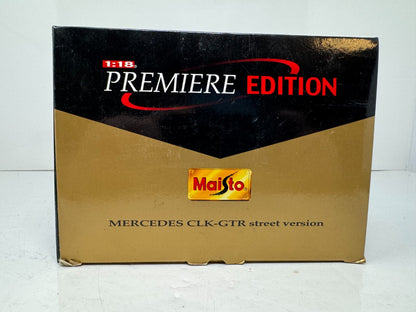 1:18
PREMIERE EDITION
Maisto
MERCEDES CLK-GTR street version